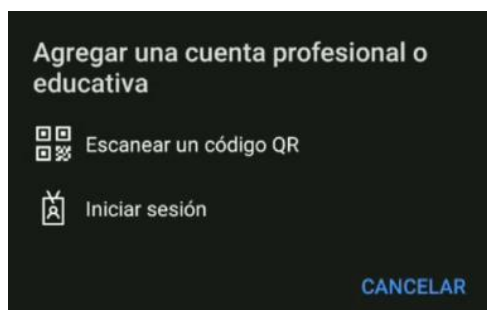 Agregar una cuenta profesional o
educativa
Escanear un código QR
Iniciar sesión
CANCELAR